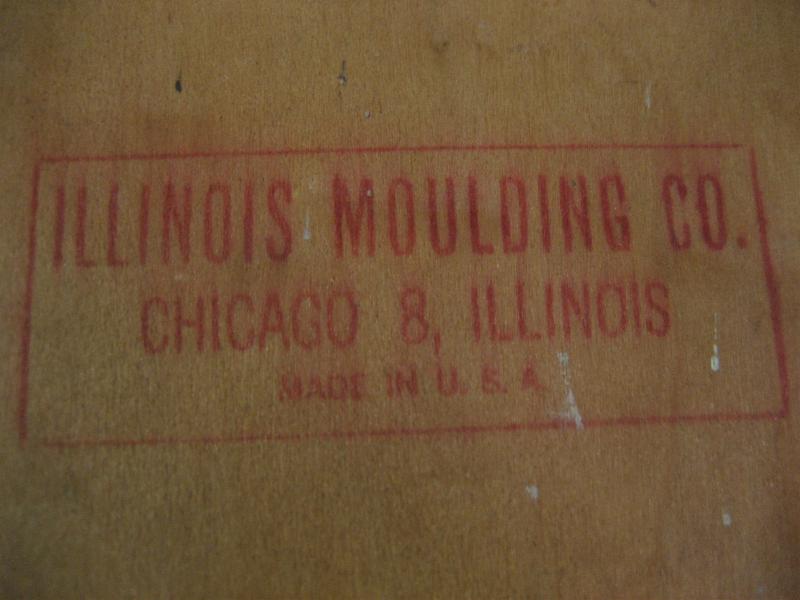 ILLINOIS MOULDING CO.
CHICAGO 8, ILLINOIS
MADE IN U. S. A.